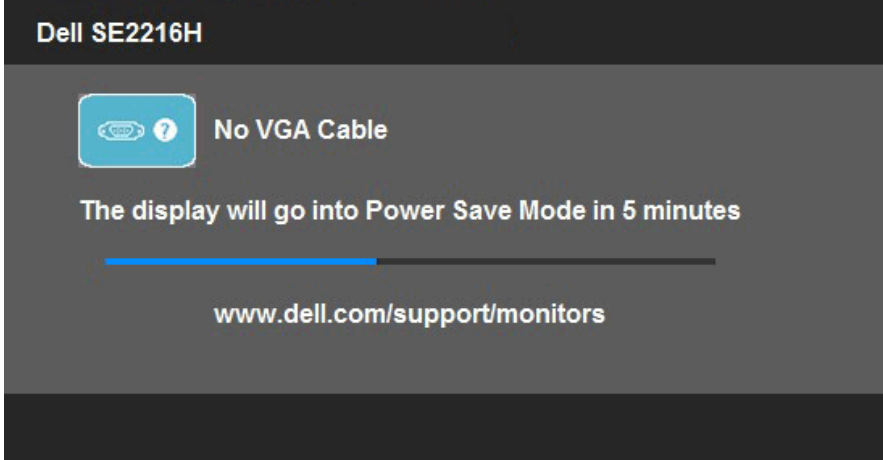 Dell SE2216H
? No VGA Cable
The display will go into Power Save Mode in 5 minutes
www.dell.com/support/monitors